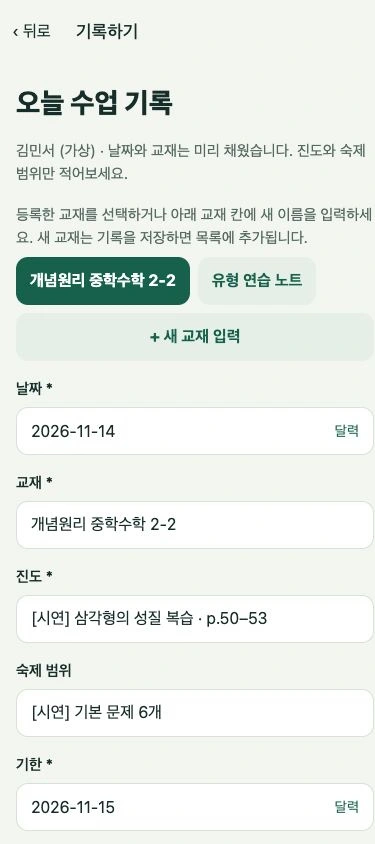 ‹ 뒤로 기록하기
오늘 수업 기록
김민서 (가상) · 날짜와 교재는 미리 채웠습니다. 진도와 숙제
범위만 적어보세요.
등록한 교재를 선택하거나 아래 교재 칸에 새 이름을 입력하세
요. 새 교재는 기록을 저장하면 목록에 추가됩니다.
개념원리 중학수학 2-2 유형 연습 노트
+ 새 교재 입력
날짜 *
2026-11-14 달력
교재 *
개념원리 중학수학 2-2
진도 *
[시연] 삼각형의 성질 복습 · p.50–53
숙제 범위
[시연] 기본 문제 6개
기한 *
2026-11-15 달력